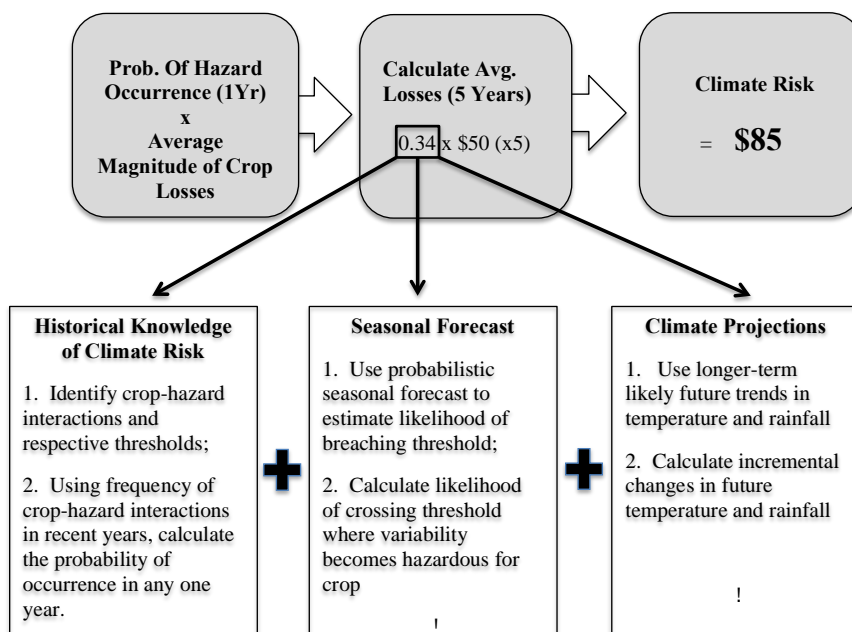 Prob. Of Hazard
Occurrence (1Yr)
x
Average
Magnitude of Crop
Losses
Calculate Avg.
Losses (5 Years)
0.34 x $50 (x5)
Climate Risk
= $85
Historical Knowledge
of Climate Risk
1. Identify crop-hazard
interactions and
respective thresholds;
2. Using frequency of
crop-hazard interactions
in recent years, calculate
the probability of
occurrence in any one
year.
Seasonal Forecast
1. Use probabilistic
seasonal forecast to
estimate likelihood of
breaching threshold;
2. Calculate likelihood
of crossing threshold
where variability
becomes hazardous for
crop
!
Climate Projections
1. Use longer-term
likely future trends in
temperature and rainfall
2. Calculate incremental
changes in future
temperature and rainfall
!